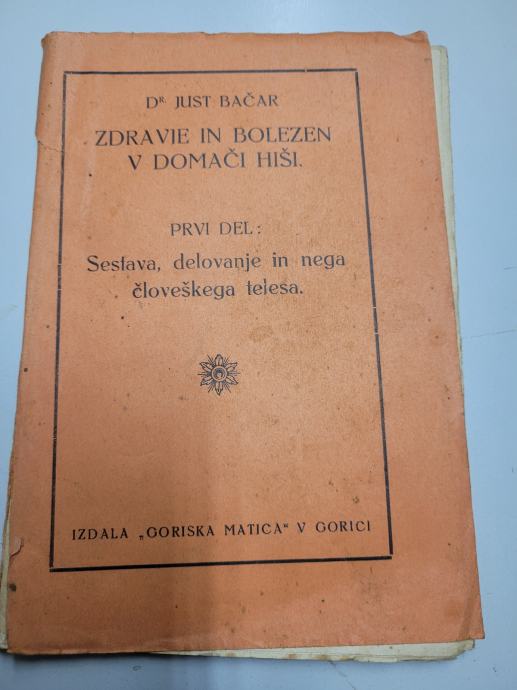 Dr. JUST BAČAR
ZDRAVIE IN BOLEZEN
V DOMAČI HIŠI.
PRVI DEL:
Sestava, delovanje in nega
človeškega telesa.
IZDALA „GORISKA MATICA“ V GORICI